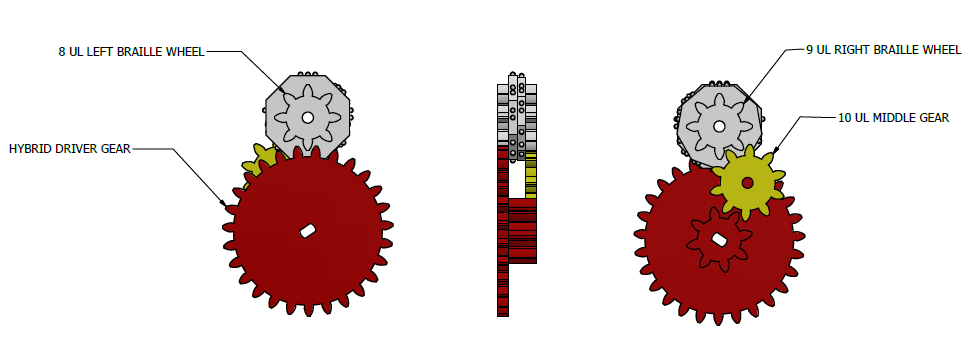 8 UL LEFT BRAILLE WHEEL
9 UL RIGHT BRAILLE WHEEL
10 UL MIDDLE GEAR
HYBRID DRIVER GEAR